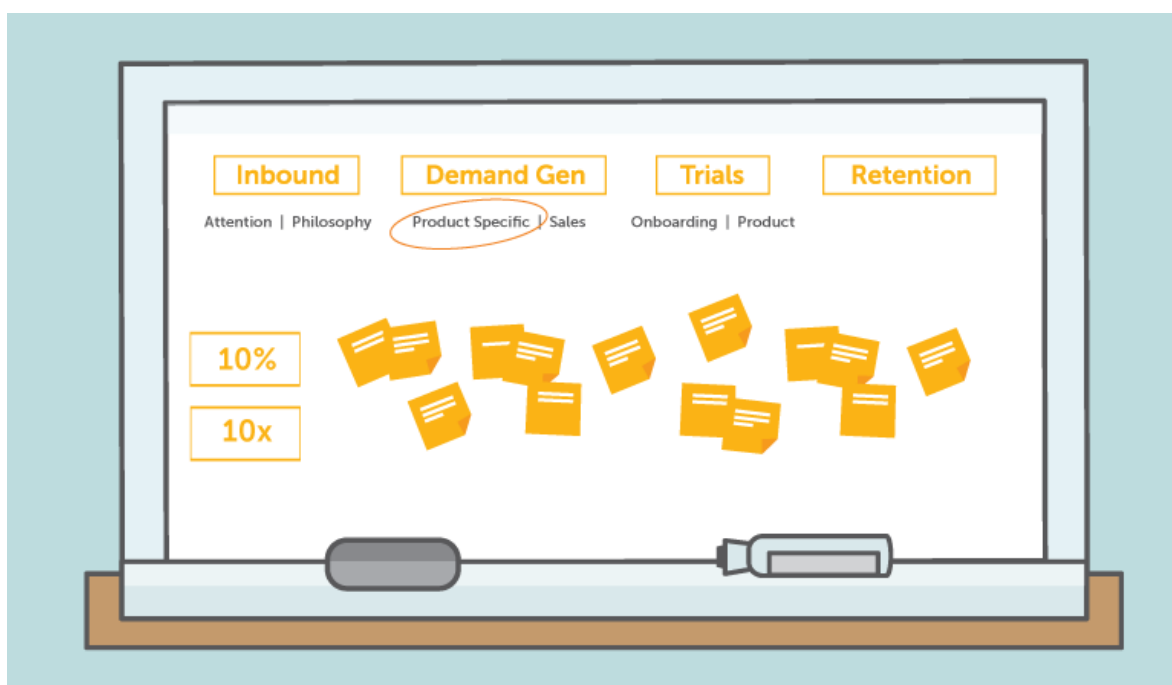 Inbound Demand Gen Trials Retention
Attention | Philosophy Product Specific | Sales Onboarding | Product
10%
10x